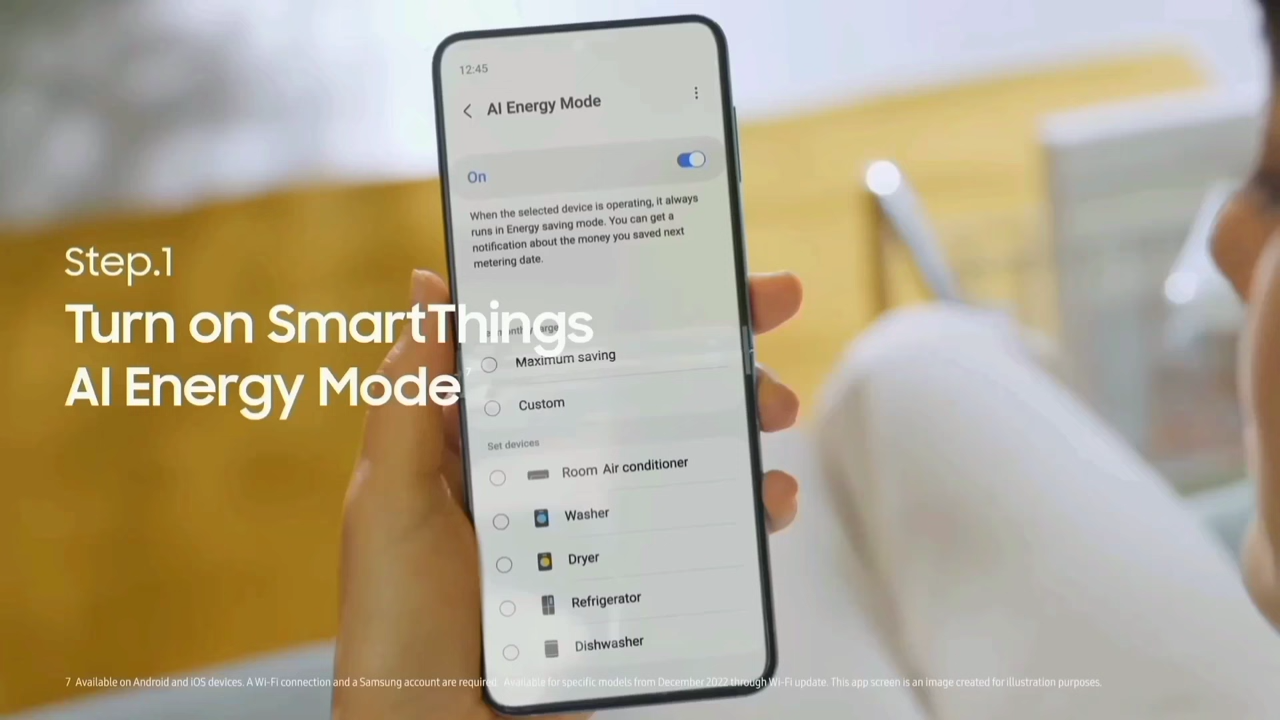 12:45
AI Energy Mode
On
When the selected device is operating, it always
runs in Energy saving mode. You can get a
notification about the money you saved next
metering date.
Step.1
Turn on SmartThings
AI Energy Mode7
Maximum saving
Custom
Set devices
Room Air conditioner
Washer
Dryer
Refrigerator
Dishwasher
7 Available on Android and iOS devices. A Wi-Fi connection and a Samsung account are required. Available for specific models from December 2022 through Wi-Fi update. This app screen is an image created for illustration purposes.